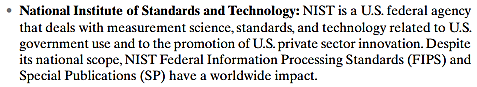 • National Institute of Standards and Technology: NIST is a U.S. federal agency
that deals with measurement science, standards, and technology related to U.S.
government use and to the promotion of U.S. private sector innovation. Despite
its national scope, NIST Federal Information Processing Standards (FIPS) and
Special Publications (SP) have a worldwide impact.